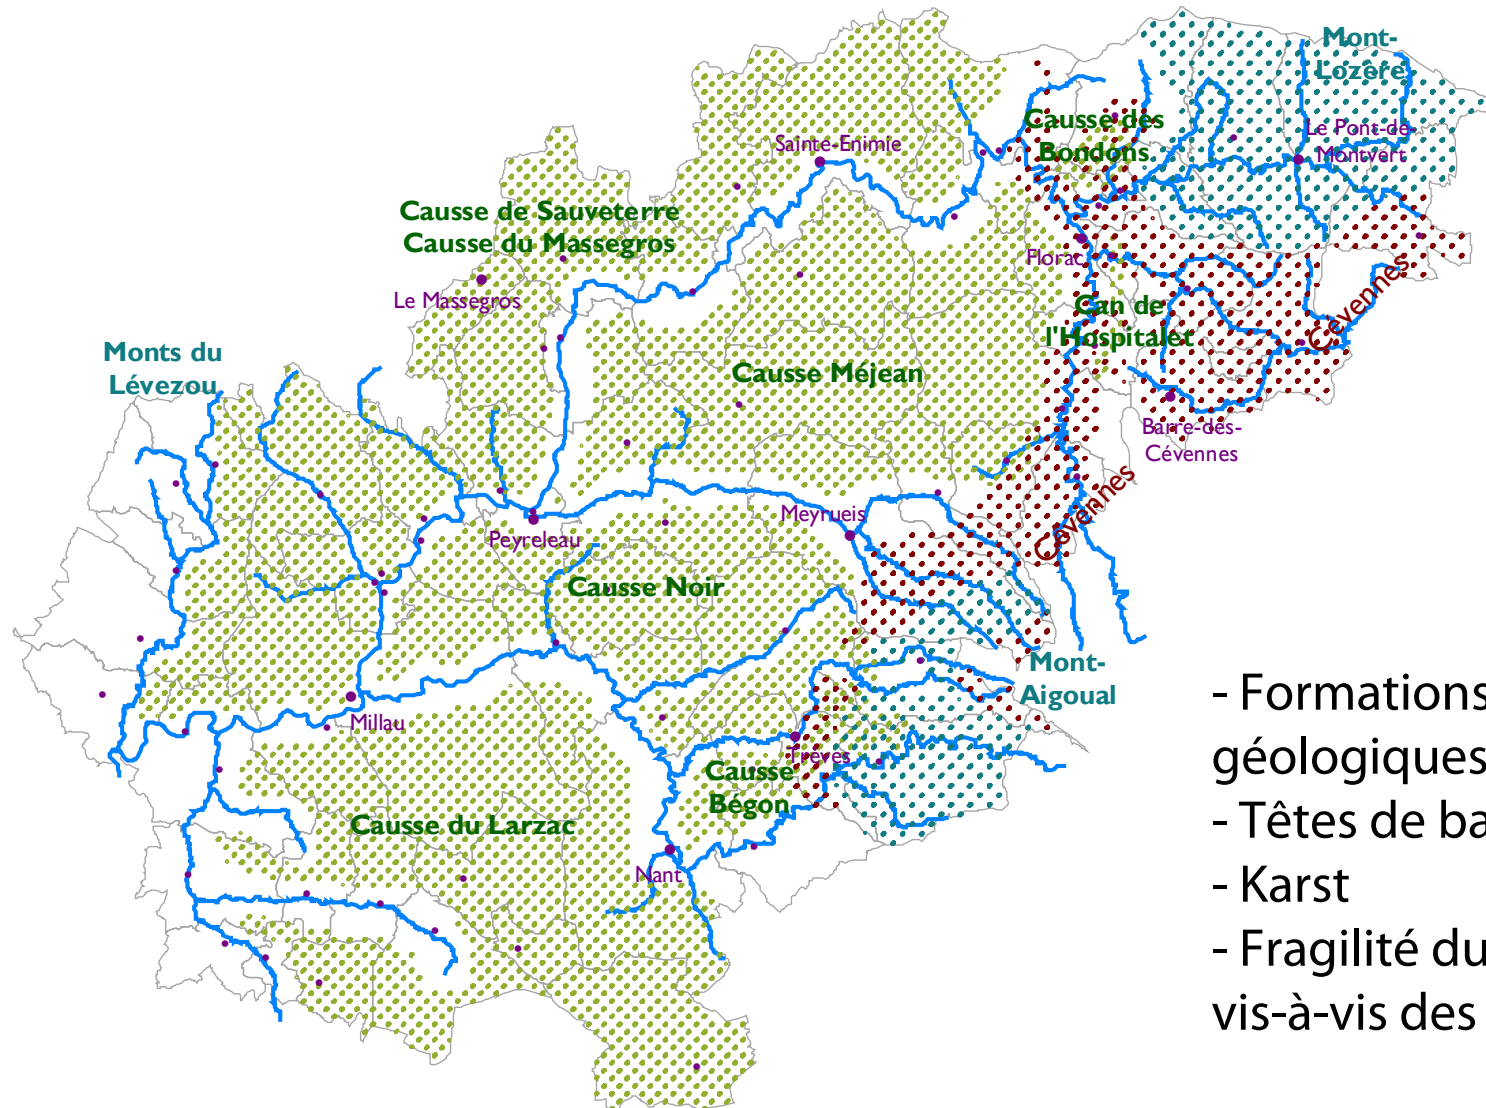 Mont-
Lozère
Causse des
Bondons
Le Pont-de-
Montvert
Sainte-Enimie
Causse de Sauveterre
Causse du Massegros
Florac
Le Massegros
Cévennes
Can de
l'Hospitalet
Monts du
Lévezou
Causse Méjean
Barre-des-
Cévennes
Cévennes
Meyrueis
Peyreleau
Causse Noir
Mont-
Aigoual
Millau
Trèves
Causse
Bégon
Causse du Larzac
Nant
- Formations
géologiques
- Têtes de ba
- Karst
- Fragilité du
vis-à-vis des